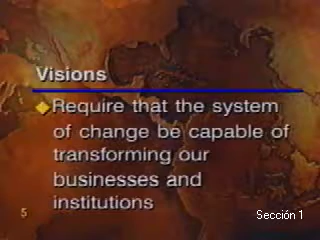 Visions
Require that the system
of change be capable of
transforming our
businesses and
institutions
5
Sección 1